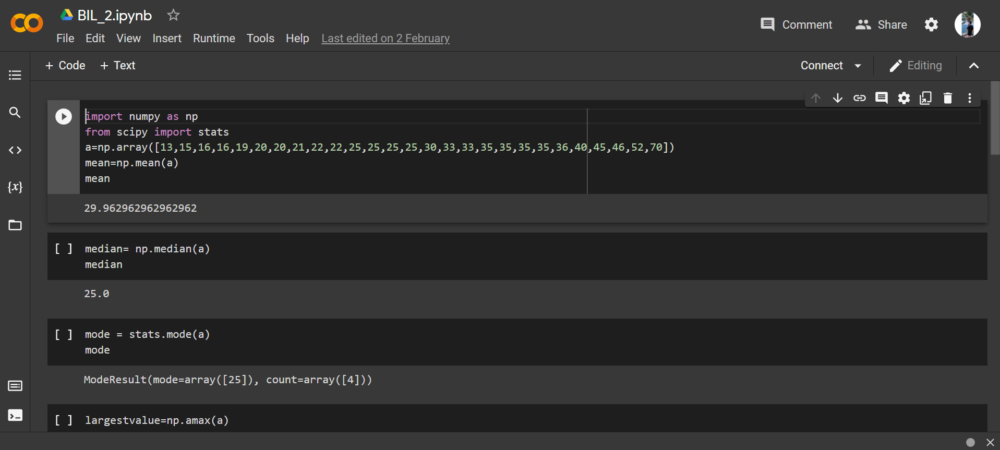 BIL_2.ipynb
File Edit View Insert Runtime Tools Help Last edited on 2 February
Comment Share
+ Code + Text
Connect Editing
import numpy as np
from scipy import stats
a=np.array([13,15,16,16,19,20,20,21,22,22,25,25,25,25,30,33,33,35,35,35,35,36,40,45,46,52,70])
mean=np.mean(a)
mean
29.962962962962962
[ ] median= np.median(a)
median
25.0
[ ] mode = stats.mode(a)
mode
ModeResult(mode=array([25]), count=array([4]))
[ ] largestvalue=np.amax(a)